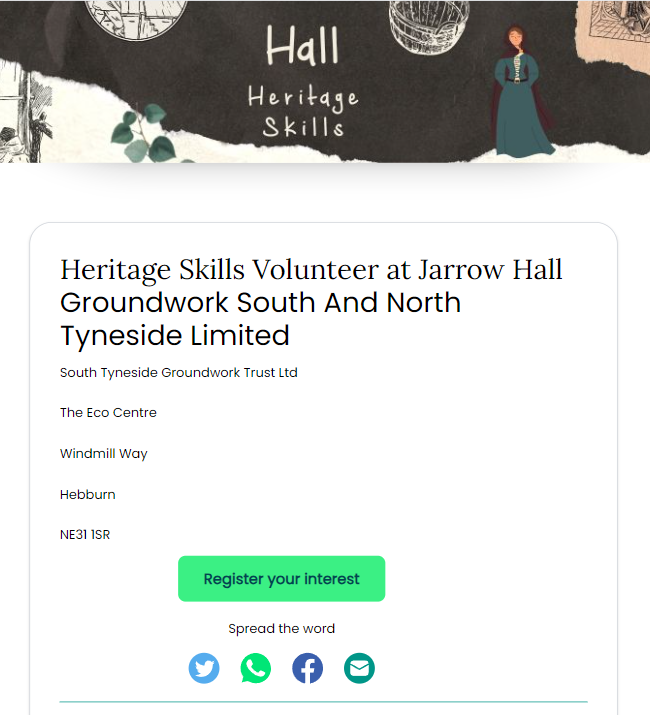 Hall
Heritage
Skills
Heritage Skills Volunteer at Jarrow Hall
Groundwork South And North
Tyneside Limited
South Tyneside Groundwork Trust Ltd
The Eco Centre
Windmill Way
Hebburn
NE31 1SR
Register your interest
Spread the word